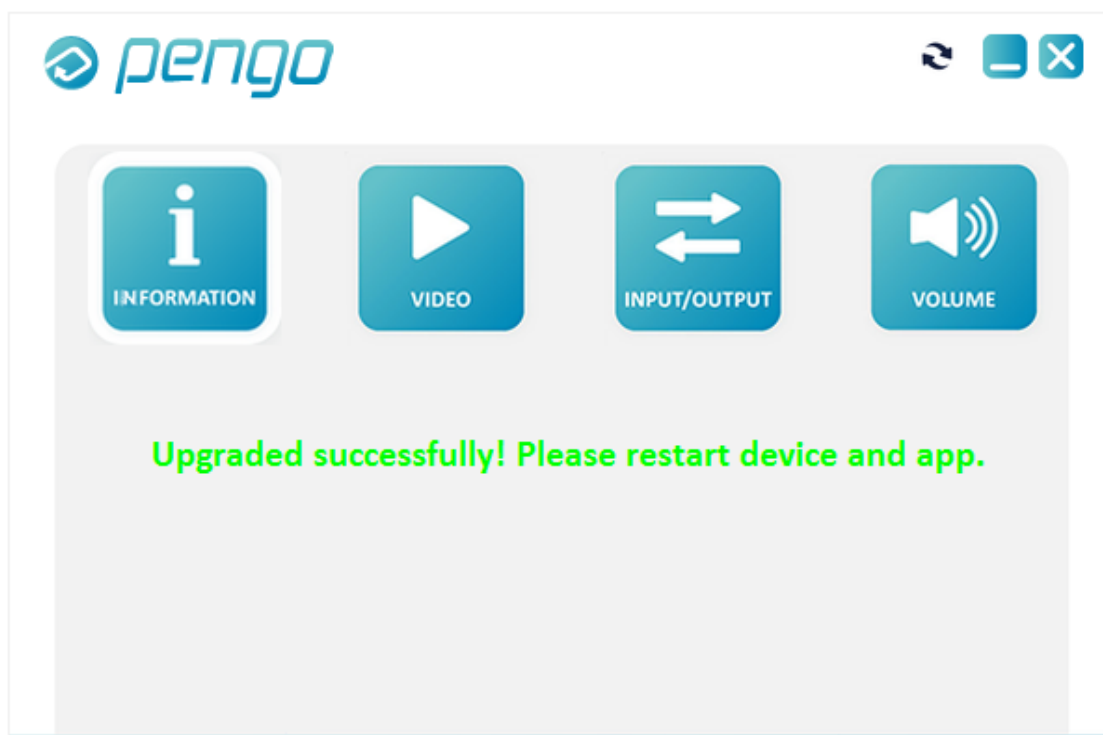 pengo
INFORMATION
VIDEO
INPUT/OUTPUT
VOLUME
Upgraded successfully! Please restart device and app.